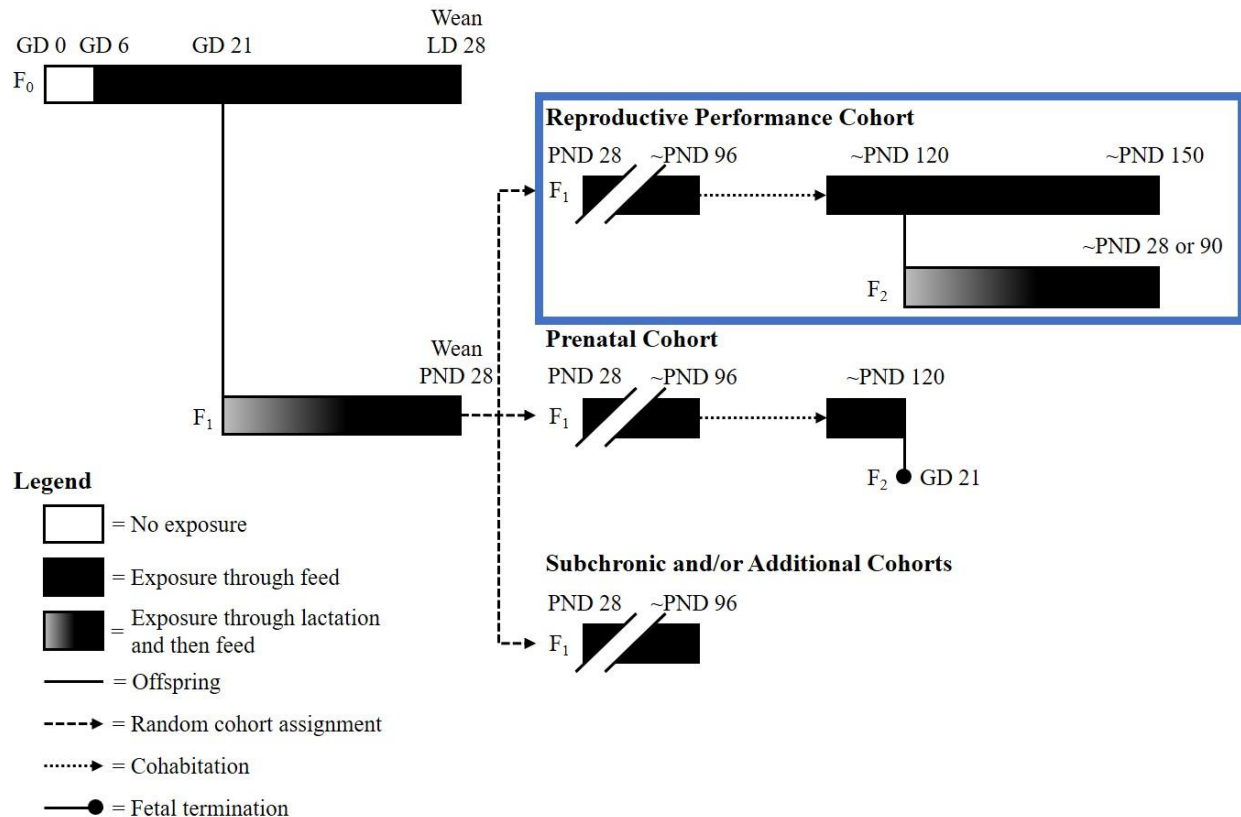 Wean
GD 0 GD 6 GD 21 LD 28
F₀
Reproductive Performance Cohort
PND 28 ~PND 96 ~PND 120 ~PND 150
F₁
~PND 28 or 90
F₂
Wean
PND 28
F₁
Prenatal Cohort
PND 28 ~PND 96 ~PND 120
F₁
F₂ GD 21
Subchronic and/or Additional Cohorts
PND 28 ~PND 96
F₁
Legend
= No exposure
= Exposure through feed
= Exposure through lactation
and then feed
= Offspring
= Random cohort assignment
= Cohabitation
= Fetal termination